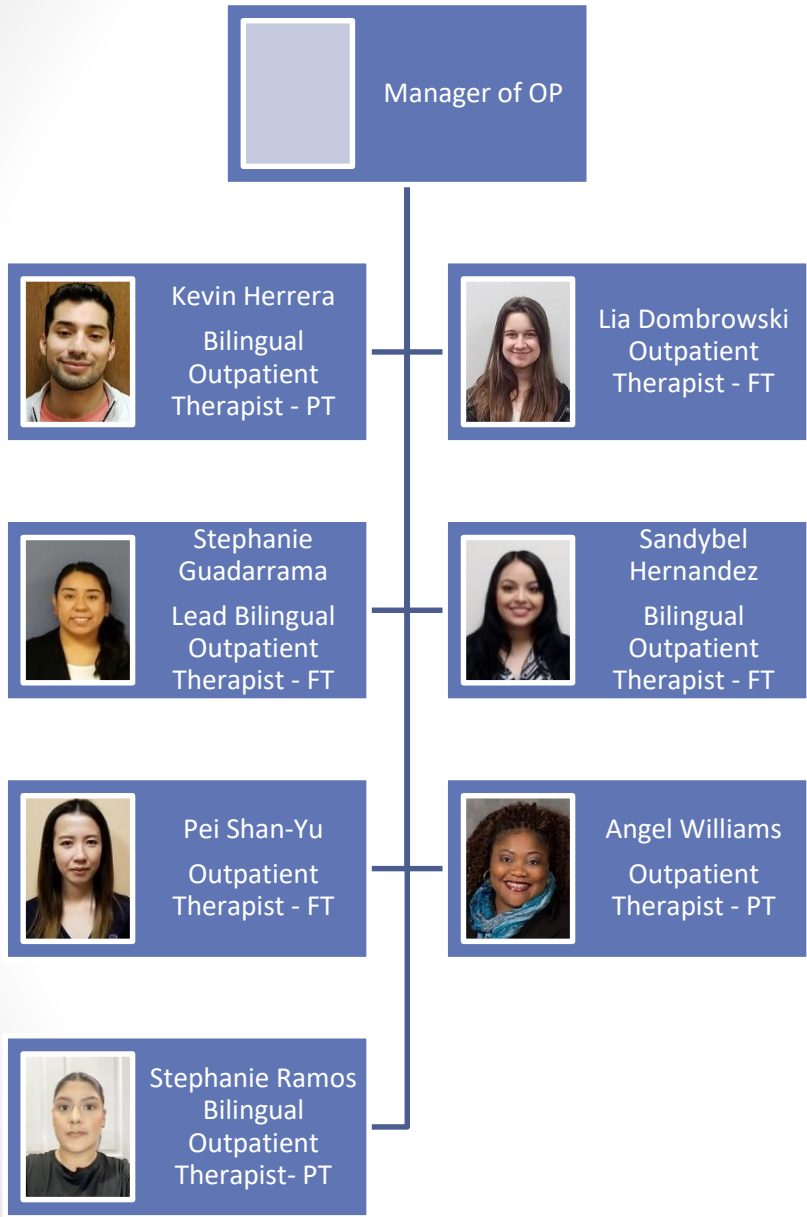 Manager of OP
Kevin Herrera
Bilingual
Outpatient
Therapist - PT
Lia Dombrowski
Outpatient
Therapist - FT
Stephanie
Guadarrama
Lead Bilingual
Outpatient
Therapist - FT
Sandybel
Hernandez
Bilingual
Outpatient
Therapist - FT
Pei Shan-Yu
Outpatient
Therapist - FT
Angel Williams
Outpatient
Therapist - PT
Stephanie Ramos
Bilingual
Outpatient
Therapist- PT